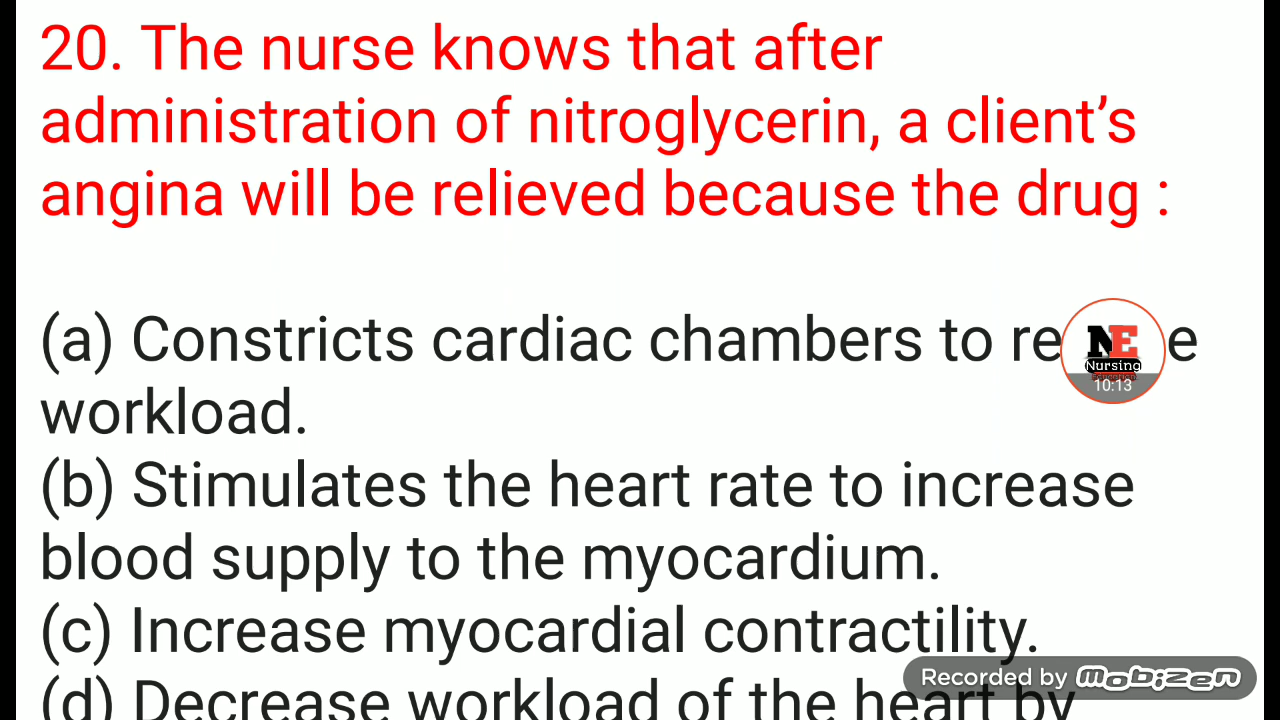 20. The nurse knows that after
administration of nitroglycerin, a client’s
angina will be relieved because the drug :
(a) Constricts cardiac chambers to re e
workload.
(b) Stimulates the heart rate to increase
blood supply to the myocardium.
(c) Increase myocardial contractility.
(d) Decrease workload of the heart by
NE
Nursing
10:13
Recorded by mobizen